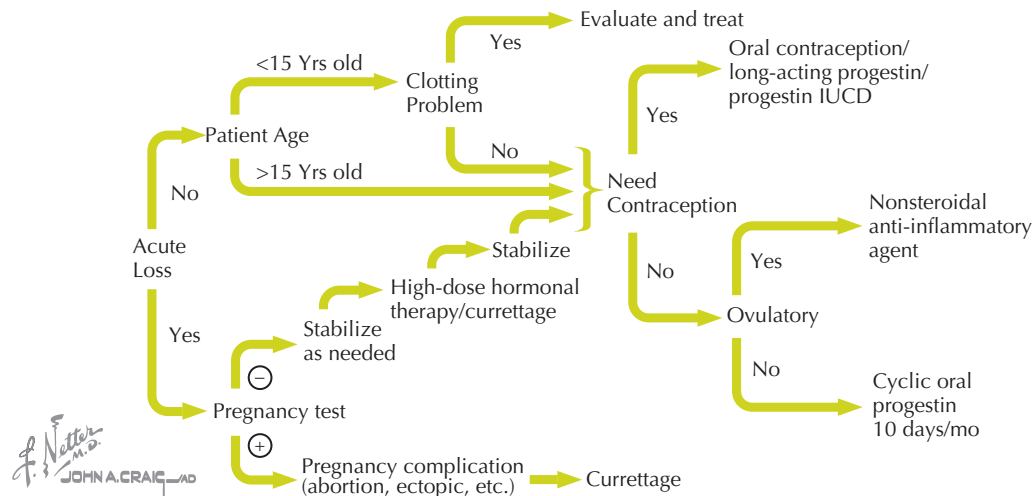 Evaluate and treat
Yes
Oral contraception/
long-acting progestin/
progestin IUCD
<15 Yrs old
Clotting
Problem
Yes
Patient Age
No
>15 Yrs old
Need
Contraception
No
Nonsteroidal
anti-inflammatory
agent
Acute
Loss
Stabilize
Yes
No
High-dose hormonal
therapy/currettage
Ovulatory
Yes
Stabilize
as needed
No
−
Cyclic oral
progestin
10 days/mo
Pregnancy test
+
Pregnancy complication
(abortion, ectopic, etc.)
Currettage
F. Netter
M.D.
JOHN A. CRAIG_AD